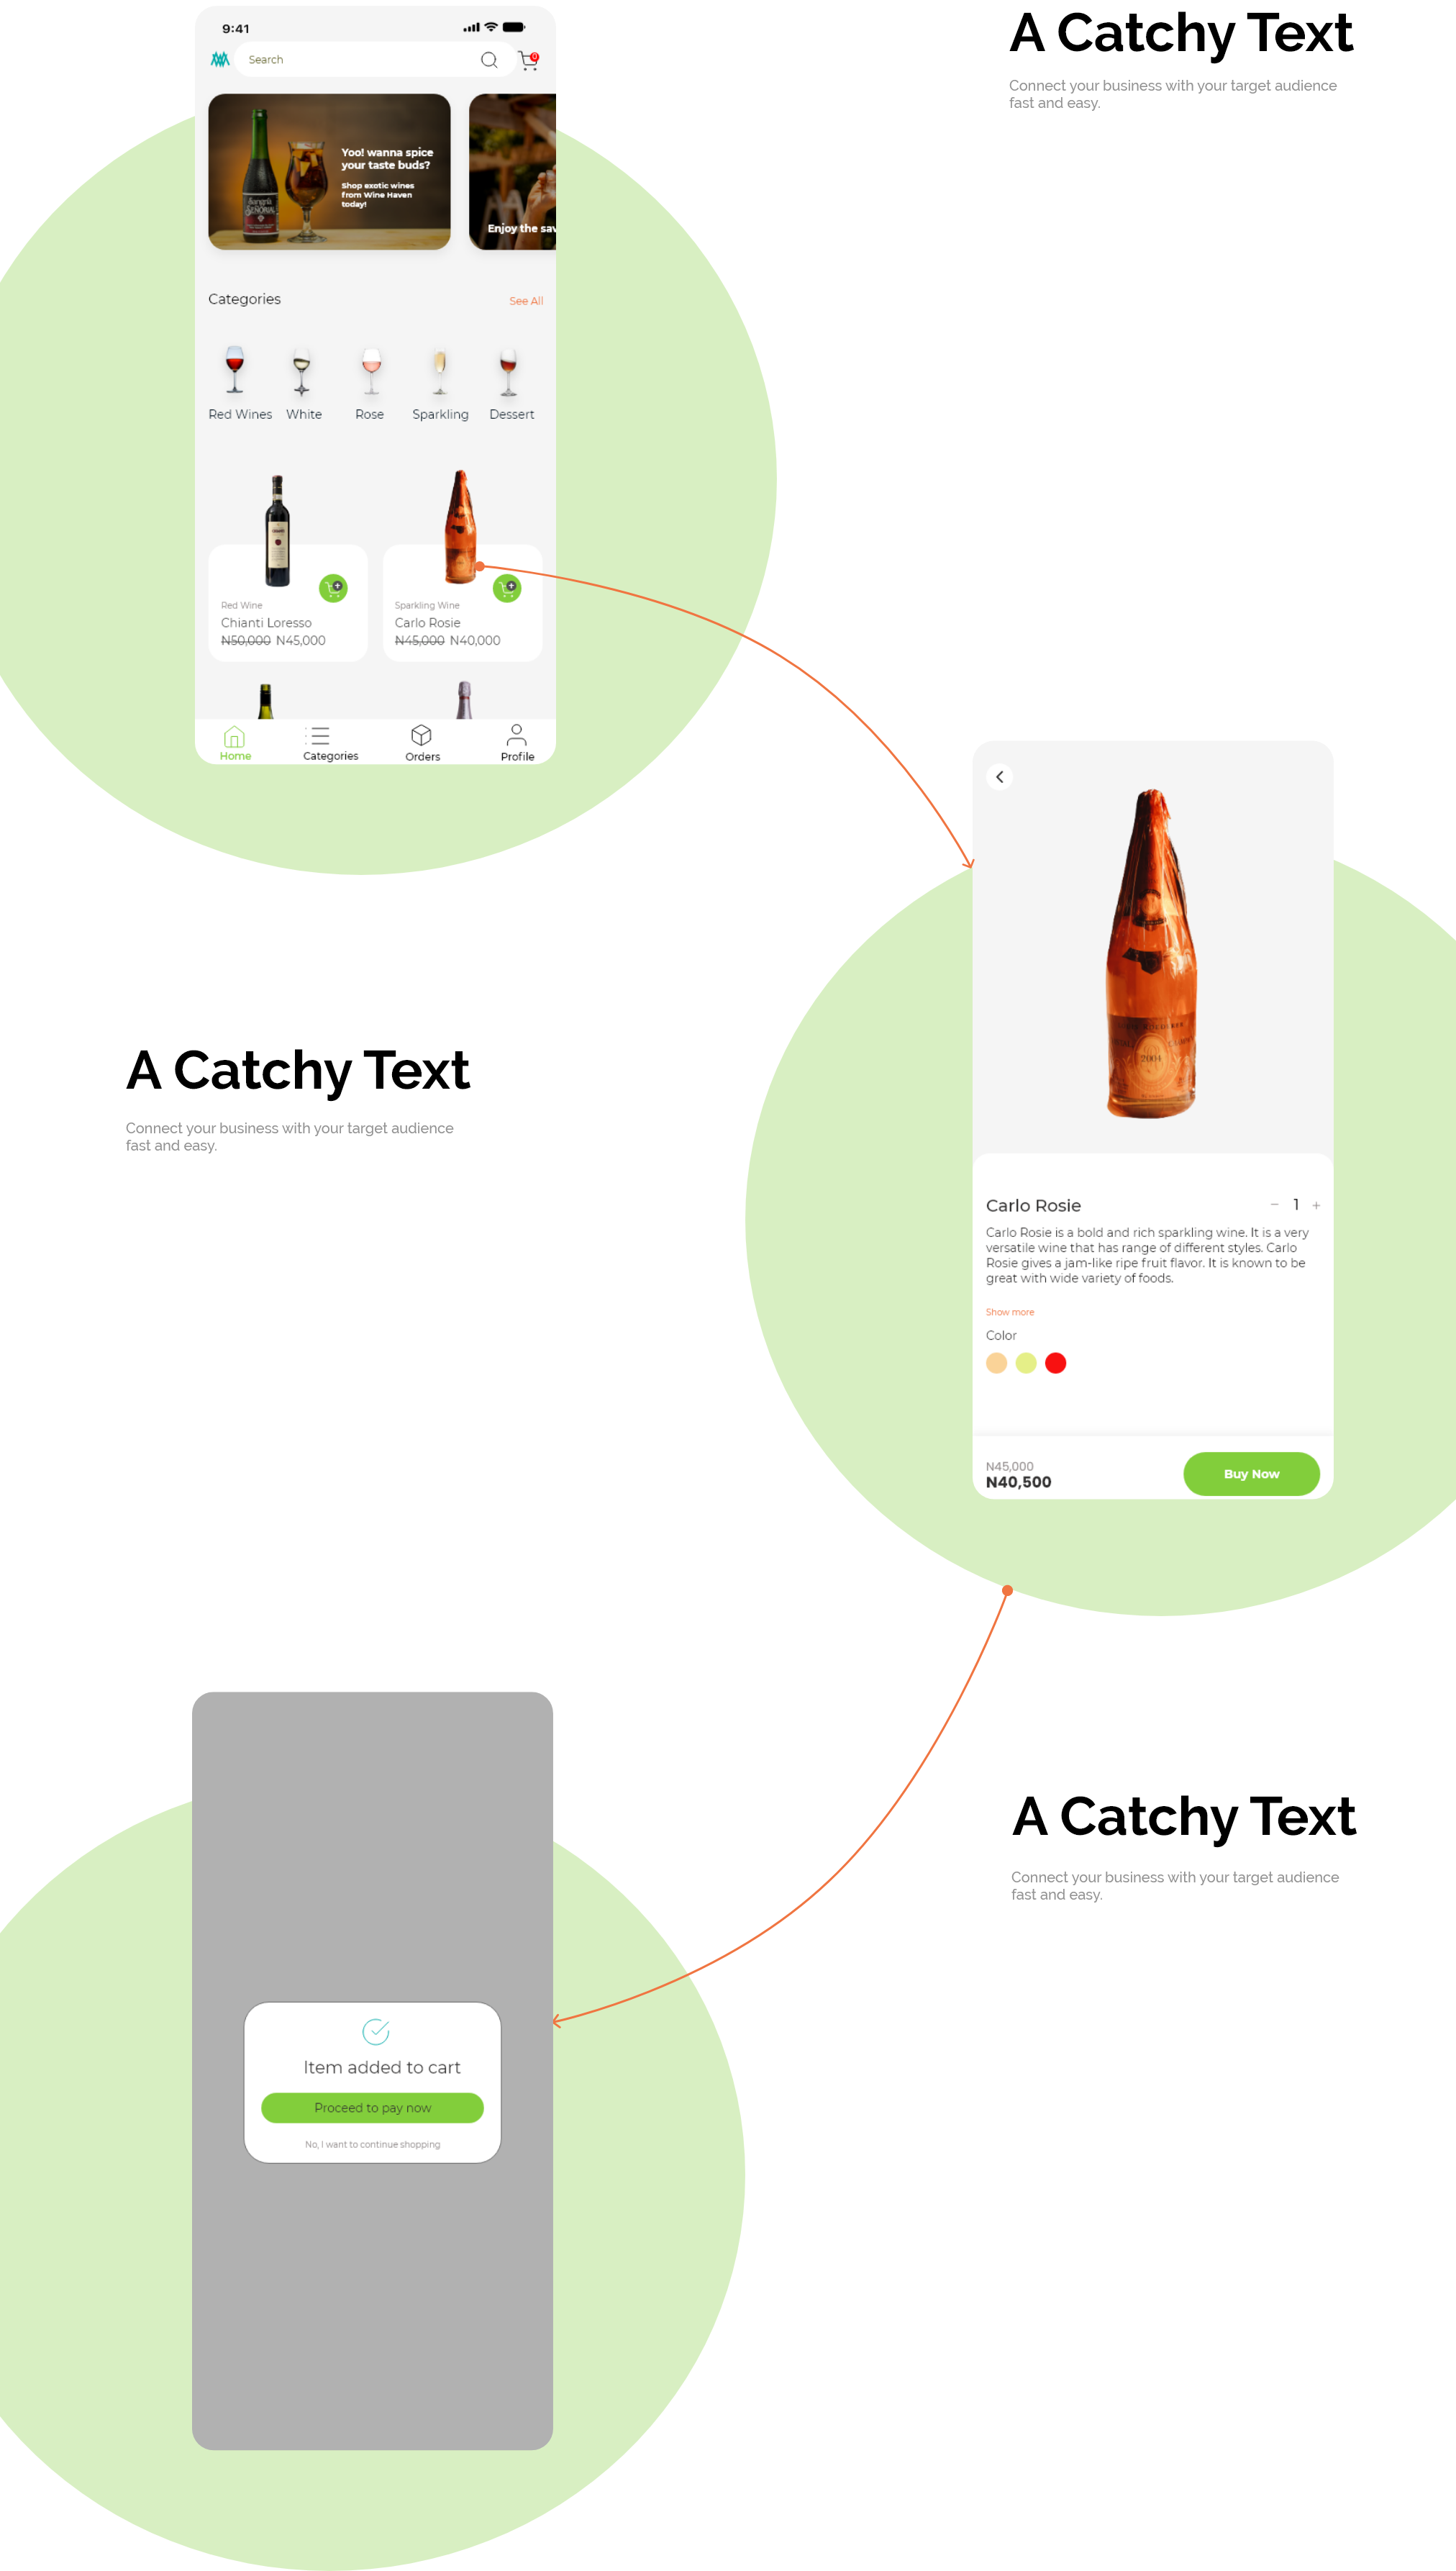 9:41
A Catchy Text
Connect your business with your target audience
fast and easy.
Search
0
Yoo! wanna spice
your taste buds?
Shop exotic wines
from Wine Haven
today!
Enjoy the sav
Categories
See All
Red Wines
White
Rose
Sparkling
Dessert
Red Wine
Chianti Loresso
N50,000 N45,000
Sparkling Wine
Carlo Rosie
N45,000 N40,000
Home
Categories
Orders
Profile
2004
A Catchy Text
Connect your business with your target audience
fast and easy.
Carlo Rosie
− 1 +
Carlo Rosie is a bold and rich sparkling wine. It is a very
versatile wine that has range of different styles. Carlo
Rosie gives a jam-like ripe fruit flavor. It is known to be
great with wide variety of foods.
Show more
Color
N45,000
N40,500
Buy Now
A Catchy Text
Connect your business with your target audience
fast and easy.
Item added to cart
Proceed to pay now
No, I want to continue shopping